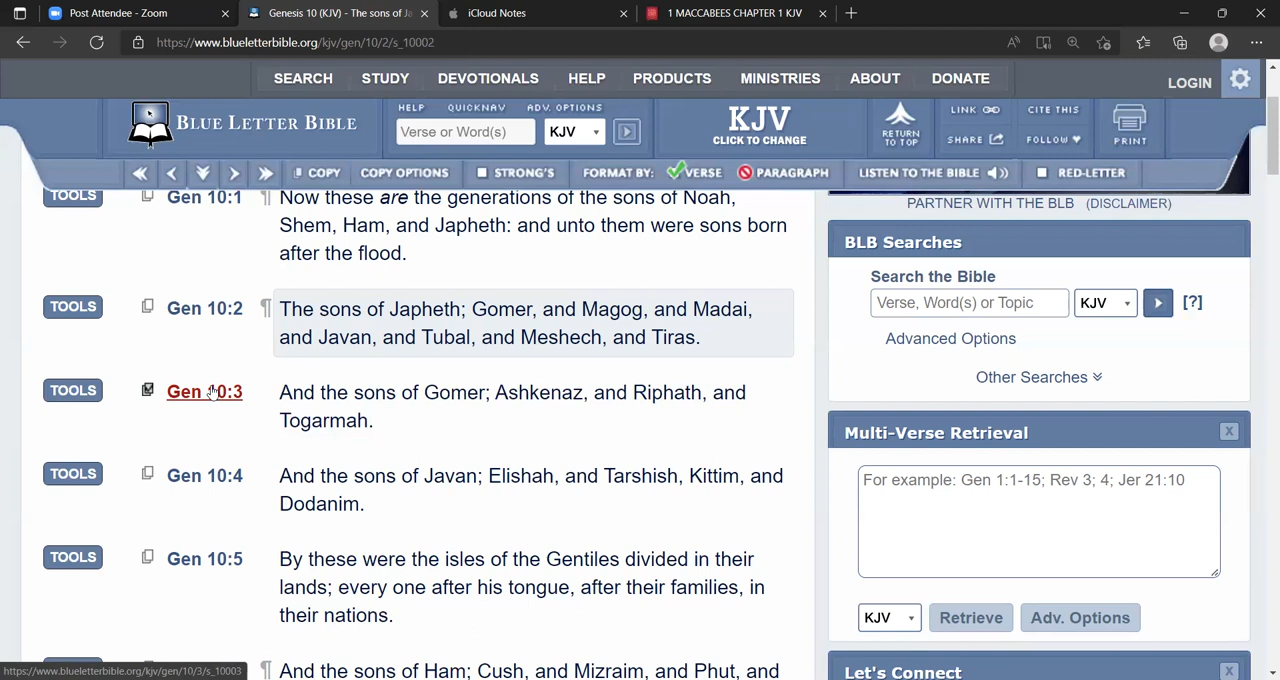 Post Attendee - Zoom
Genesis 10 (KJV) - The sons of Ja
iCloud Notes
1 MACCABEES CHAPTER 1 KJV
https://www.blueletterbible.org/kjv/gen/10/2/s_10002
SEARCH STUDY DEVOTIONALS HELP PRODUCTS MINISTRIES ABOUT DONATE
LOGIN
BLUE LETTER BIBLE
HELP QUICKNAV ADV. OPTIONS
Verse or Word(s) KJV
KJV
CLICK TO CHANGE
RETURN
TO TOP
LINK CITE THIS
SHARE FOLLOW
PRINT
COPY COPY OPTIONS STRONG'S FORMAT BY: VERSE PARAGRAPH LISTEN TO THE BIBLE RED-LETTER
TOOLS Gen 10:1 ¶ Now these are the generations of the sons of Noah,
Shem, Ham, and Japheth: and unto them were sons born
after the flood.
TOOLS Gen 10:2 ¶ The sons of Japheth; Gomer, and Magog, and Madai,
and Javan, and Tubal, and Meshech, and Tiras.
TOOLS Gen 10:3 And the sons of Gomer; Ashkenaz, and Riphath, and
Togarmah.
TOOLS Gen 10:4 And the sons of Javan; Elishah, and Tarshish, Kittim, and
Dodanim.
TOOLS Gen 10:5 By these were the isles of the Gentiles divided in their
lands; every one after his tongue, after their families, in
their nations.
¶ And the sons of Ham; Cush, and Mizraim, and Phut, and
PARTNER WITH THE BLB (DISCLAIMER)
BLB Searches
Search the Bible
Verse, Word(s) or Topic KJV [?]
Advanced Options
Other Searches
Multi-Verse Retrieval X
For example: Gen 1:1-15; Rev 3; 4; Jer 21:10
KJV Retrieve Adv. Options
Let's Connect X
https://www.blueletterbible.org/kjv/gen/10/3/s_10003